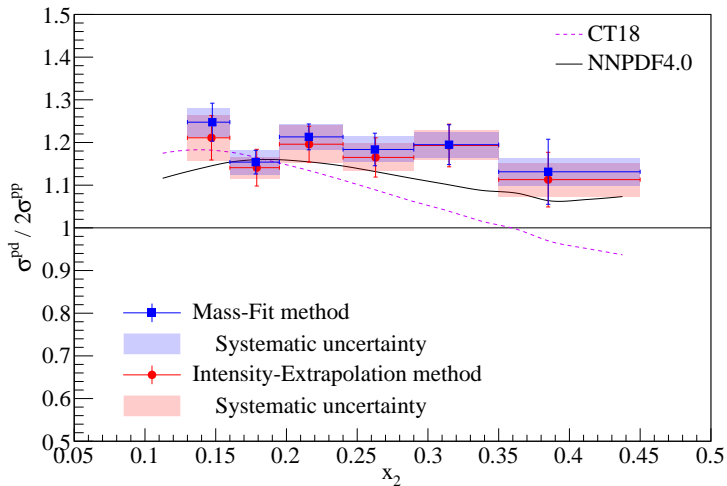 CT18
NNPDF4.0
σ^pd / 2σ^pp
1.5
1.4
1.3
1.2
1.1
1
0.9
0.8
0.7
0.6
0.5
Mass-Fit method
Systematic uncertainty
Intensity-Extrapolation method
Systematic uncertainty
0.05 0.1 0.15 0.2 0.25 0.3 0.35 0.4 0.45 0.5
x_2